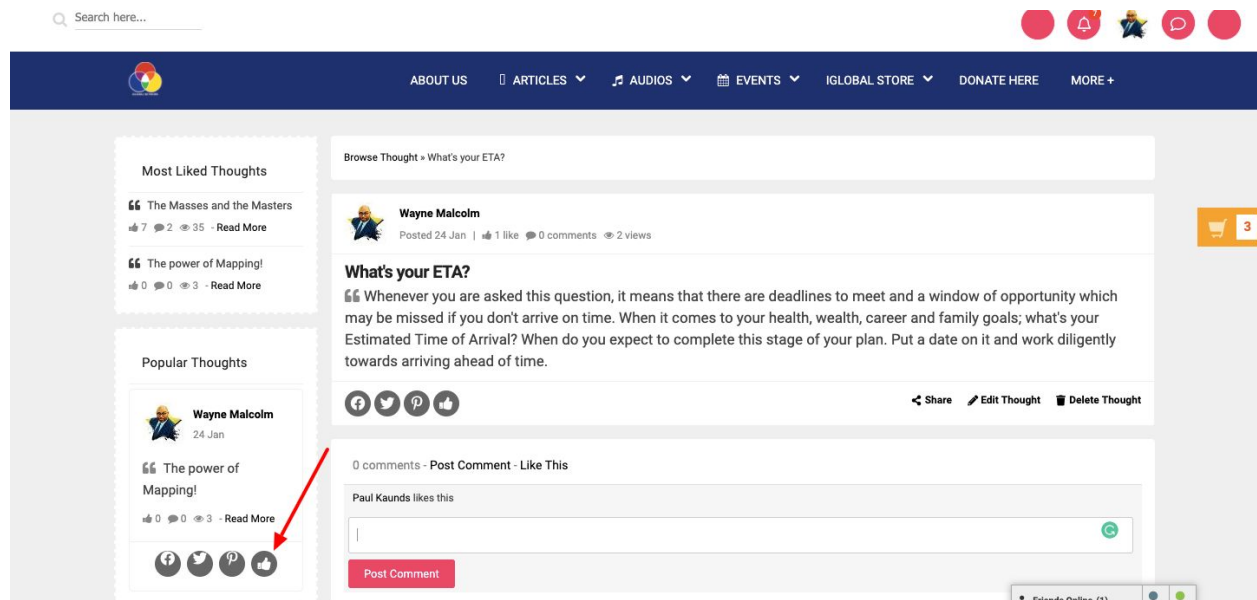 Search here...
7
ABOUT US ARTICLES AUDIOS EVENTS IGLOBAL STORE DONATE HERE MORE +
3
Most Liked Thoughts
The Masses and the Masters
7 2 35 - Read More
The power of Mapping!
0 0 3 - Read More
Popular Thoughts
Wayne Malcolm
24 Jan
The power of
Mapping!
0 0 3 - Read More
Browse Thought » What's your ETA?
Wayne Malcolm
Posted 24 Jan | 1 like 0 comments 2 views
What's your ETA?
Whenever you are asked this question, it means that there are deadlines to meet and a window of opportunity which
may be missed if you don't arrive on time. When it comes to your health, wealth, career and family goals; what's your
Estimated Time of Arrival? When do you expect to complete this stage of your plan. Put a date on it and work diligently
towards arriving ahead of time.
Share Edit Thought Delete Thought
0 comments - Post Comment - Like This
Paul Kaunds likes this
Post Comment
Friends Online (1)